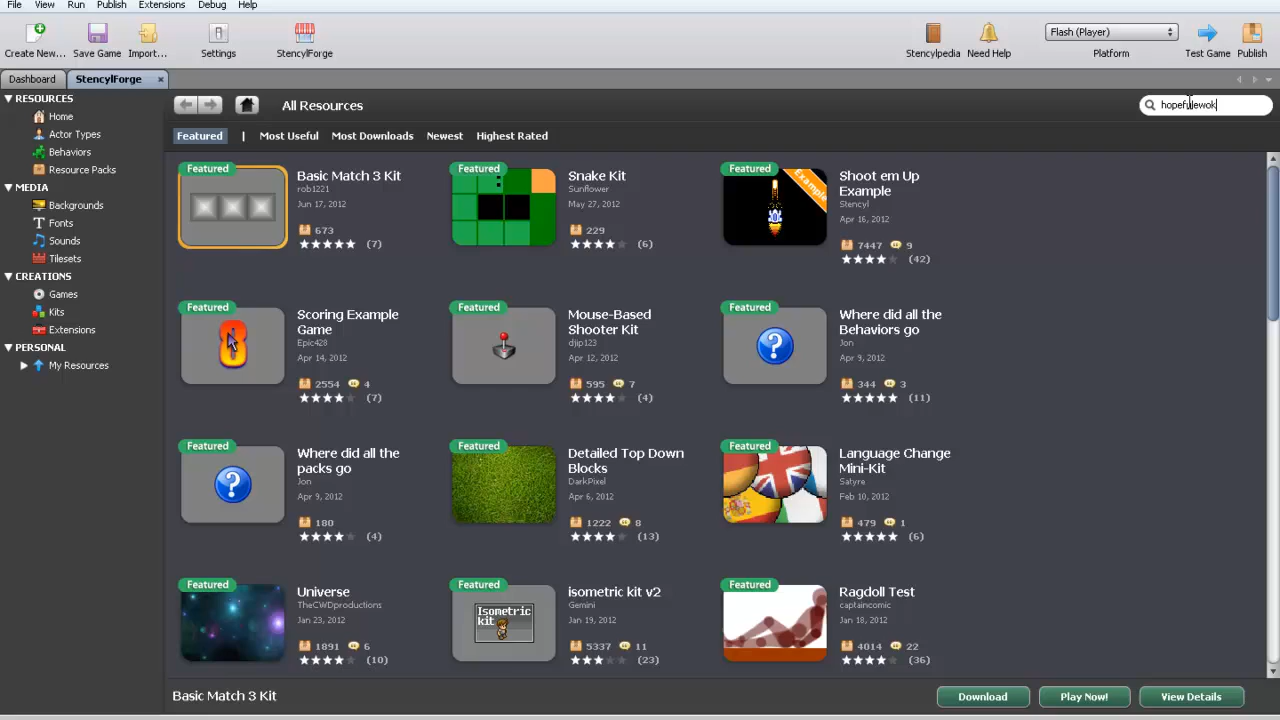 File View Run Publish Extensions Debug Help
Create New... Save Game Import... Settings StencylForge Stencylpedia Need Help Flash (Player) Platform Test Game Publish
Dashboard StencylForge
RESOURCES
Home
Actor Types
Behaviors
Resource Packs
MEDIA
Backgrounds
Fonts
Sounds
Tilesets
CREATIONS
Games
Kits
Extensions
PERSONAL
My Resources
All Resources
Featured | Most Useful Most Downloads Newest Highest Rated
Featured
Basic Match 3 Kit
rob1221
Jun 17, 2012
673
(7)
Featured
Snake Kit
Sunflower
May 27, 2012
229
(6)
Featured
Example
Shoot em Up
Example
Stencyl
Apr 16, 2012
7447 9
(42)
Featured
8
Scoring Example
Game
Epic428
Apr 14, 2012
2554 4
(7)
Featured
Mouse-Based
Shooter Kit
djip123
Apr 12, 2012
595 7
(4)
Featured
?
Where did all the
Behaviors go
Jon
Apr 9, 2012
344 3
(11)
Featured
?
Where did all the
packs go
Jon
Apr 9, 2012
180
(4)
Featured
Detailed Top Down
Blocks
DarkPixel
Apr 6, 2012
1222 8
(13)
Featured
Language Change
Mini-Kit
Satyre
Feb 10, 2012
479 1
(6)
Featured
Universe
TheCWDproductions
Jan 23, 2012
1891 6
(10)
Featured
Isometric
kit
isometric kit v2
Gemini
Jan 19, 2012
5337 11
(23)
Featured
Ragdoll Test
captaincomic
Jan 18, 2012
4014 22
(36)
Basic Match 3 Kit
Download Play Now! View Details